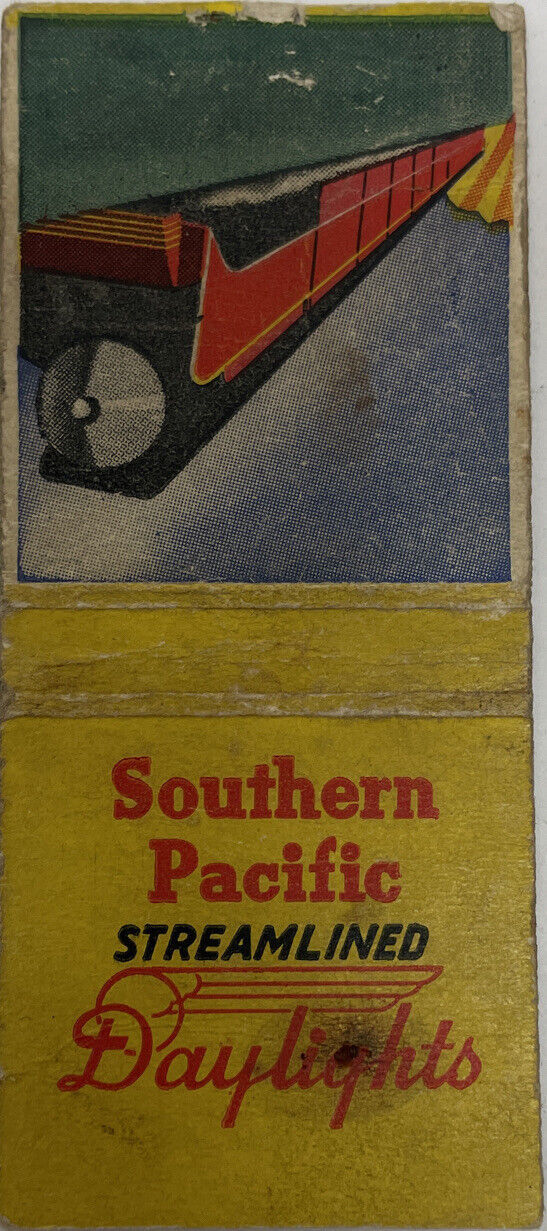 Southern
Pacific
STREAMLINED
Daylights